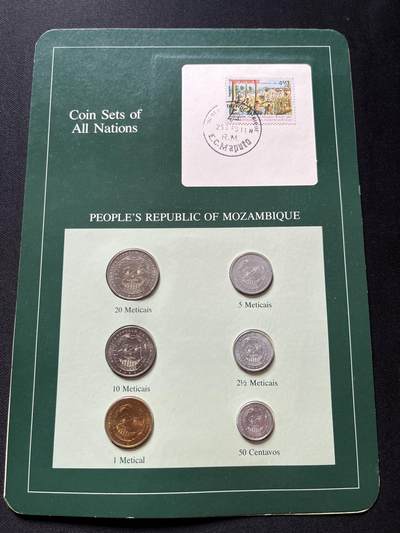 Coin Sets of
All Nations
R.M.
E.C. Maputo
PEOPLE'S REPUBLIC OF MOZAMBIQUE
20 Meticais
5 Meticais
10 Meticais
2½ Meticais
1 Metical
50 Centavos